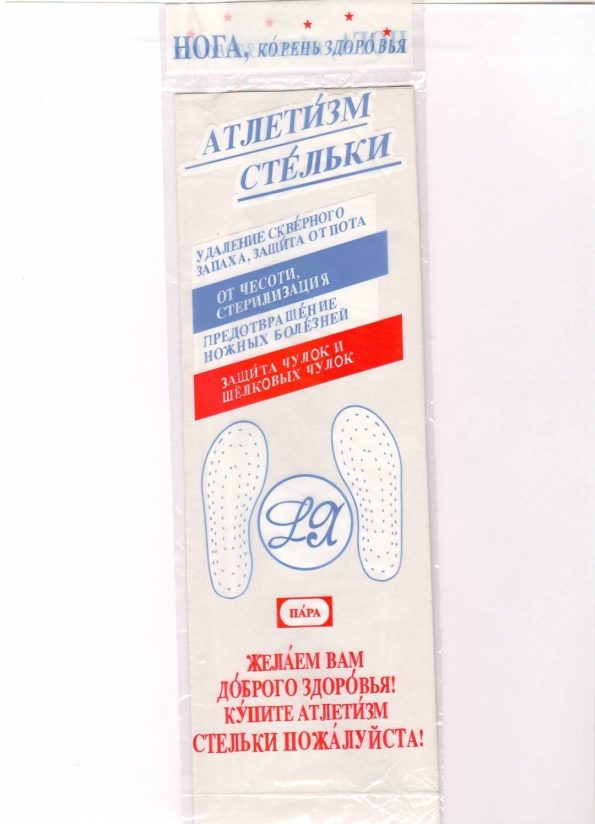 НОГА, КО́РЕНЬ ЗДОРО́ВЬЯ
АТЛЕТИ́ЗМ
СТЕ́ЛЬКИ
УДАЛЕНИЕ СКВЕ́РНОГО
ЗАПАХА, ЗАЩИ́ТА ОТ ПОТА
ОТ ЧЕСОТИ,
СТЕРИЛИЗАЦИЯ
ПРЕДОТВРАЩЕ́НИЕ
НОЖНЫХ БОЛЕ́ЗНЕЙ
ЗАЩИ́ТА ЧУЛОК И
ШЁЛКОВЫХ ЧУЛОК
ПА́РА
ЖЕЛА́ЕМ ВАМ
ДО́БРОГО ЗДОРО́ВЬЯ!
КУ́ПИТЕ АТЛЕТИ́ЗМ
СТЕЛЬКИ ПОЖА́ЛУЙСТА!